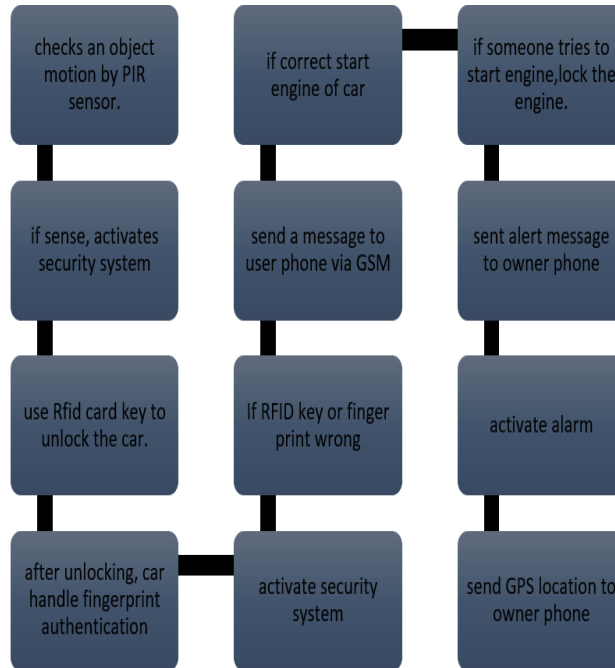 checks an object
motion by PIR
sensor.
if sense, activates
security system
use Rfid card key to
unlock the car.
after unlocking, car
handle fingerprint
authentication
activate security
system
If RFID key or finger
print wrong
send a message to
user phone via GSM
if correct start
engine of car
if someone tries to
start engine,lock the
engine.
sent alert message
to owner phone
activate alarm
send GPS location to
owner phone